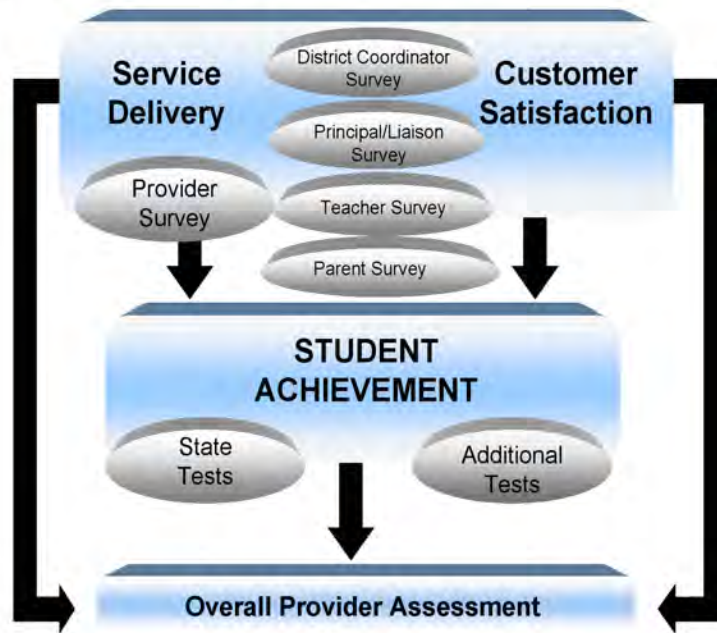 Service
Delivery
District Coordinator
Survey
Customer
Satisfaction
Principal/Liaison
Survey
Provider
Survey
Teacher Survey
Parent Survey
STUDENT
ACHIEVEMENT
State
Tests
Additional
Tests
Overall Provider Assessment